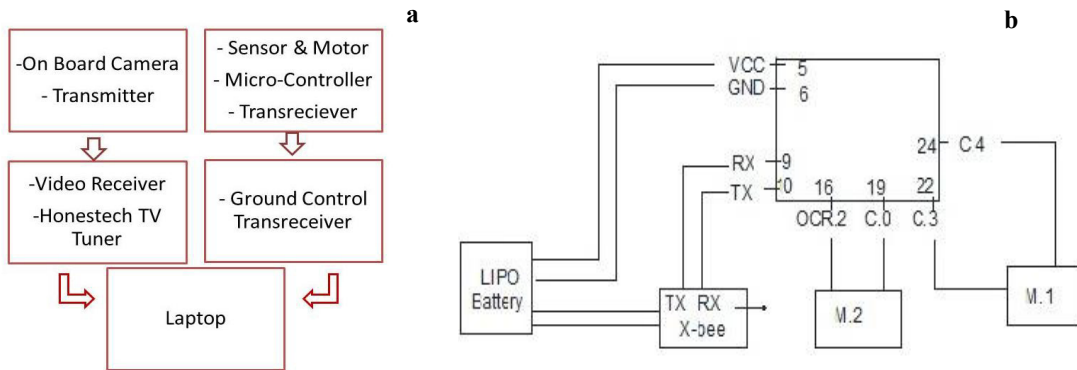 a
-On Board Camera
- Transmitter
- Sensor & Motor
- Micro-Controller
- Transreciever
-Video Receiver
-Honestech TV
Tuner
- Ground Control
Transreceiver
Laptop
b
VCC
5
GND
6
RX
9
TX
10
16
19
22
24
C4
OCR.2
C.0
C.3
LIPO
Battery
TX RX
X-bee
M.2
M.1